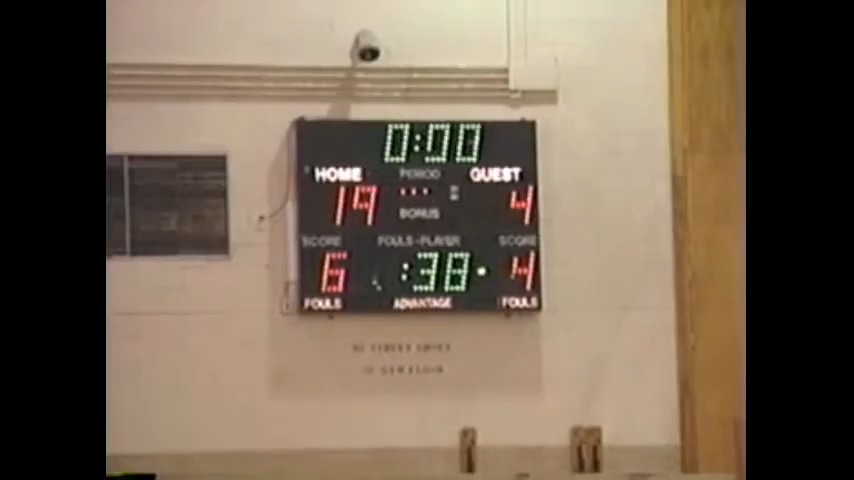 0:00
HOME PERIOD GUEST
19 4
BONUS
SCORE FOULS-PLAYER SCORE
6 :38 4
FOULS ADVANTAGE FOULS